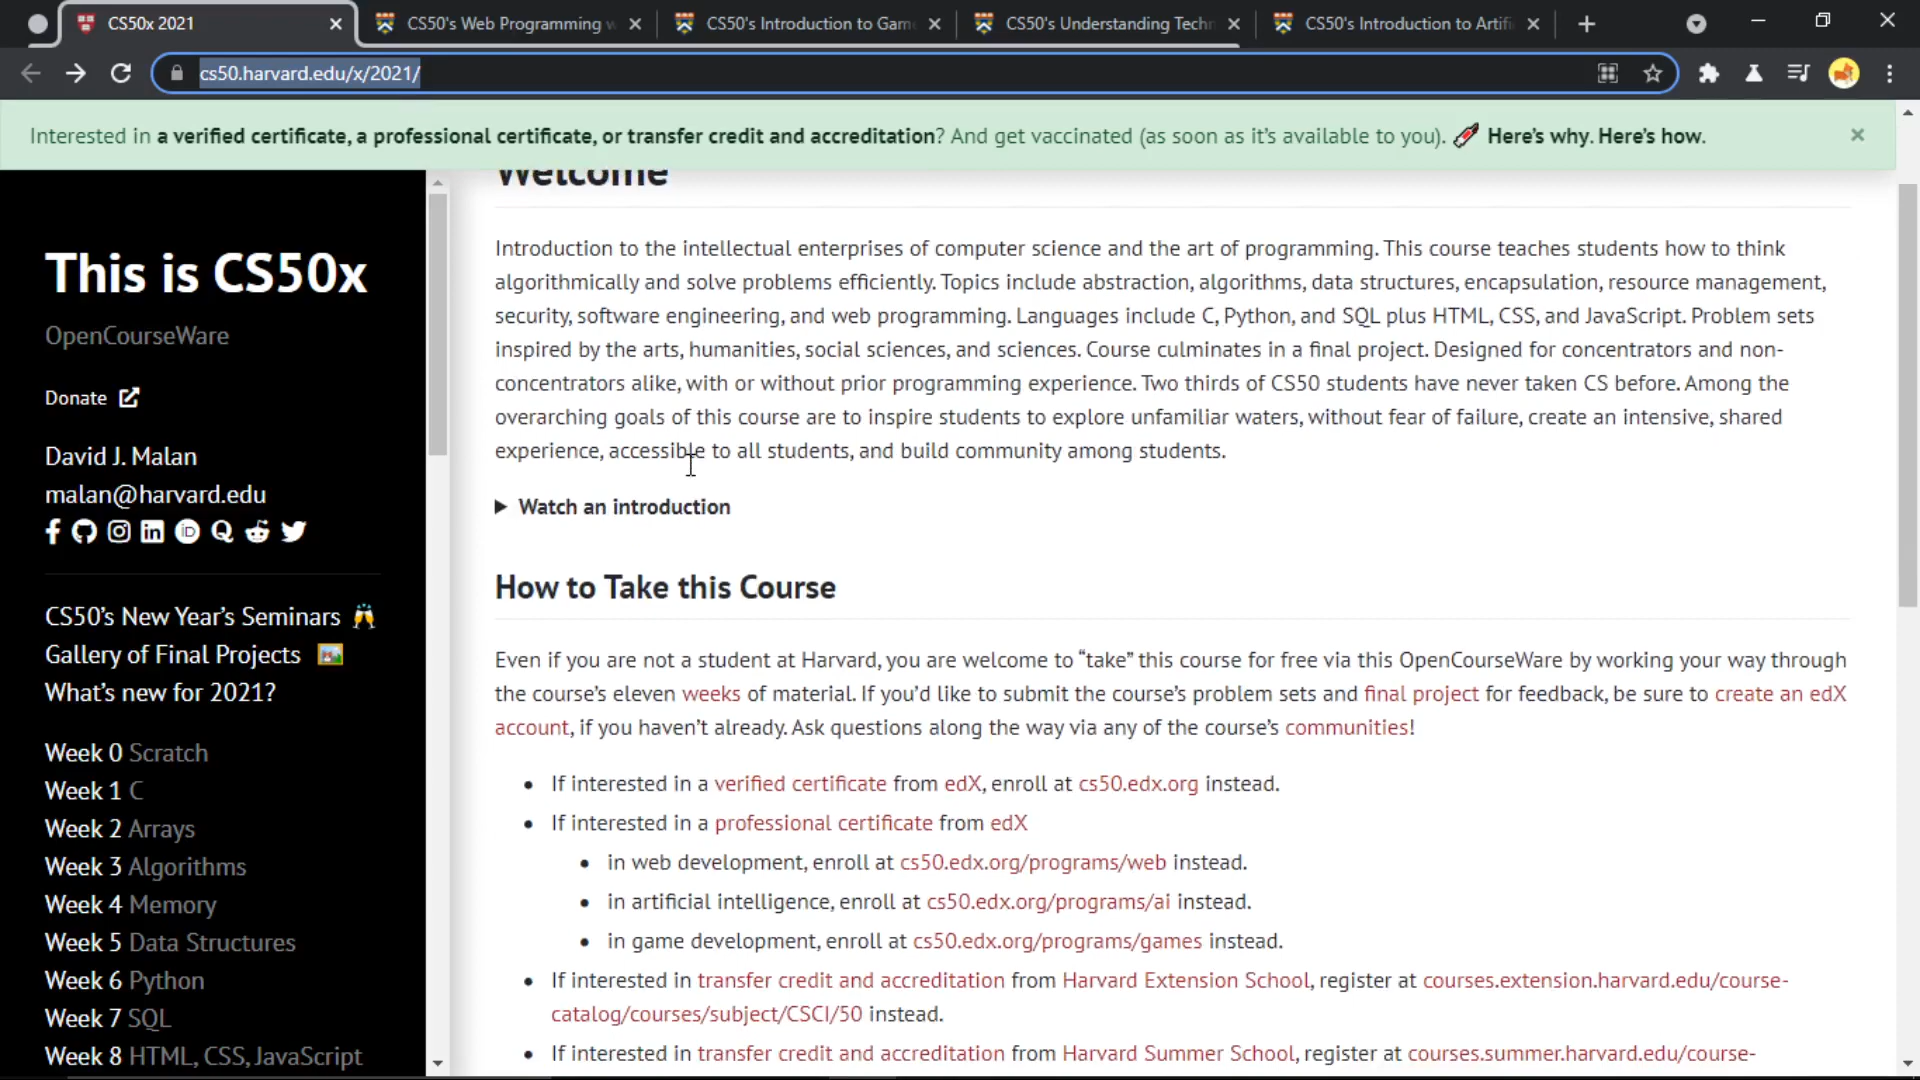 CS50x 2021
CS50's Web Programming w
CS50's Introduction to Gam
CS50's Understanding Techn
CS50's Introduction to Artifi
cs50.harvard.edu/x/2021/
Interested in a verified certificate, a professional certificate, or transfer credit and accreditation? And get vaccinated (as soon as it’s available to you). Here’s why. Here’s how.
This is CS50x
OpenCourseWare
Donate
David J. Malan
malan@harvard.edu
CS50’s New Year’s Seminars
Gallery of Final Projects
What’s new for 2021?
Week 0 Scratch
Week 1 C
Week 2 Arrays
Week 3 Algorithms
Week 4 Memory
Week 5 Data Structures
Week 6 Python
Week 7 SQL
Week 8 HTML, CSS, JavaScript
Welcome
Introduction to the intellectual enterprises of computer science and the art of programming. This course teaches students how to think
algorithmically and solve problems efficiently. Topics include abstraction, algorithms, data structures, encapsulation, resource management,
security, software engineering, and web programming. Languages include C, Python, and SQL plus HTML, CSS, and JavaScript. Problem sets
inspired by the arts, humanities, social sciences, and sciences. Course culminates in a final project. Designed for concentrators and non-
concentrators alike, with or without prior programming experience. Two thirds of CS50 students have never taken CS before. Among the
overarching goals of this course are to inspire students to explore unfamiliar waters, without fear of failure, create an intensive, shared
experience, accessible to all students, and build community among students.
Watch an introduction
How to Take this Course
Even if you are not a student at Harvard, you are welcome to “take” this course for free via this OpenCourseWare by working your way through
the course’s eleven weeks of material. If you’d like to submit the course’s problem sets and final project for feedback, be sure to create an edX
account, if you haven’t already. Ask questions along the way via any of the course’s communities!
If interested in a verified certificate from edX, enroll at cs50.edx.org instead.
If interested in a professional certificate from edX
in web development, enroll at cs50.edx.org/programs/web instead.
in artificial intelligence, enroll at cs50.edx.org/programs/ai instead.
in game development, enroll at cs50.edx.org/programs/games instead.
If interested in transfer credit and accreditation from Harvard Extension School, register at courses.extension.harvard.edu/course-
catalog/courses/subject/CSCI/50 instead.
If interested in transfer credit and accreditation from Harvard Summer School, register at courses.summer.harvard.edu/course-